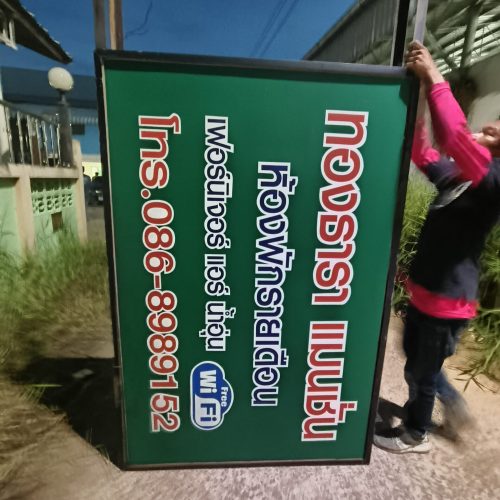 ทองธารา แมนชั่น
ห้องพักรายเดือน
เฟอร์นิเจอร์ แอร์ น้ำอุ่น
Free
Wi Fi
โทร.086-8989152